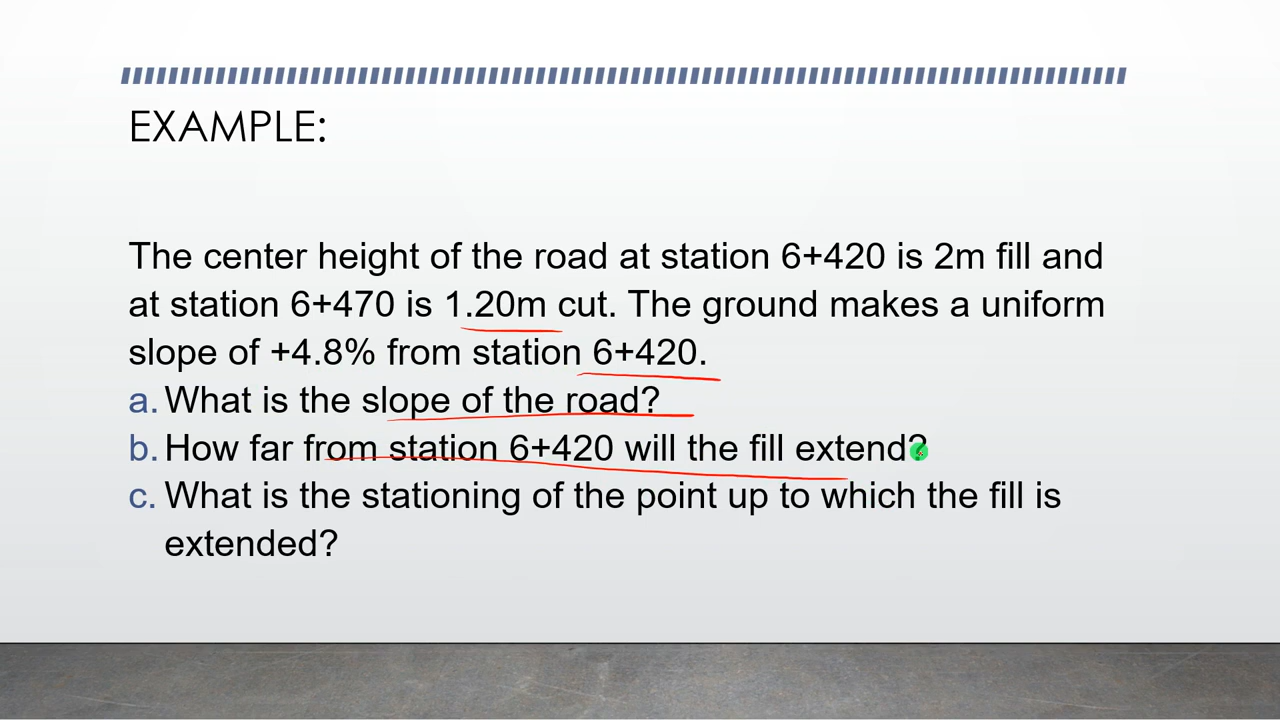 EXAMPLE:
The center height of the road at station 6+420 is 2m fill and
at station 6+470 is 1.20m cut. The ground makes a uniform
slope of +4.8% from station 6+420.
a. What is the slope of the road?
b. How far from station 6+420 will the fill extend?
c. What is the stationing of the point up to which the fill is
extended?